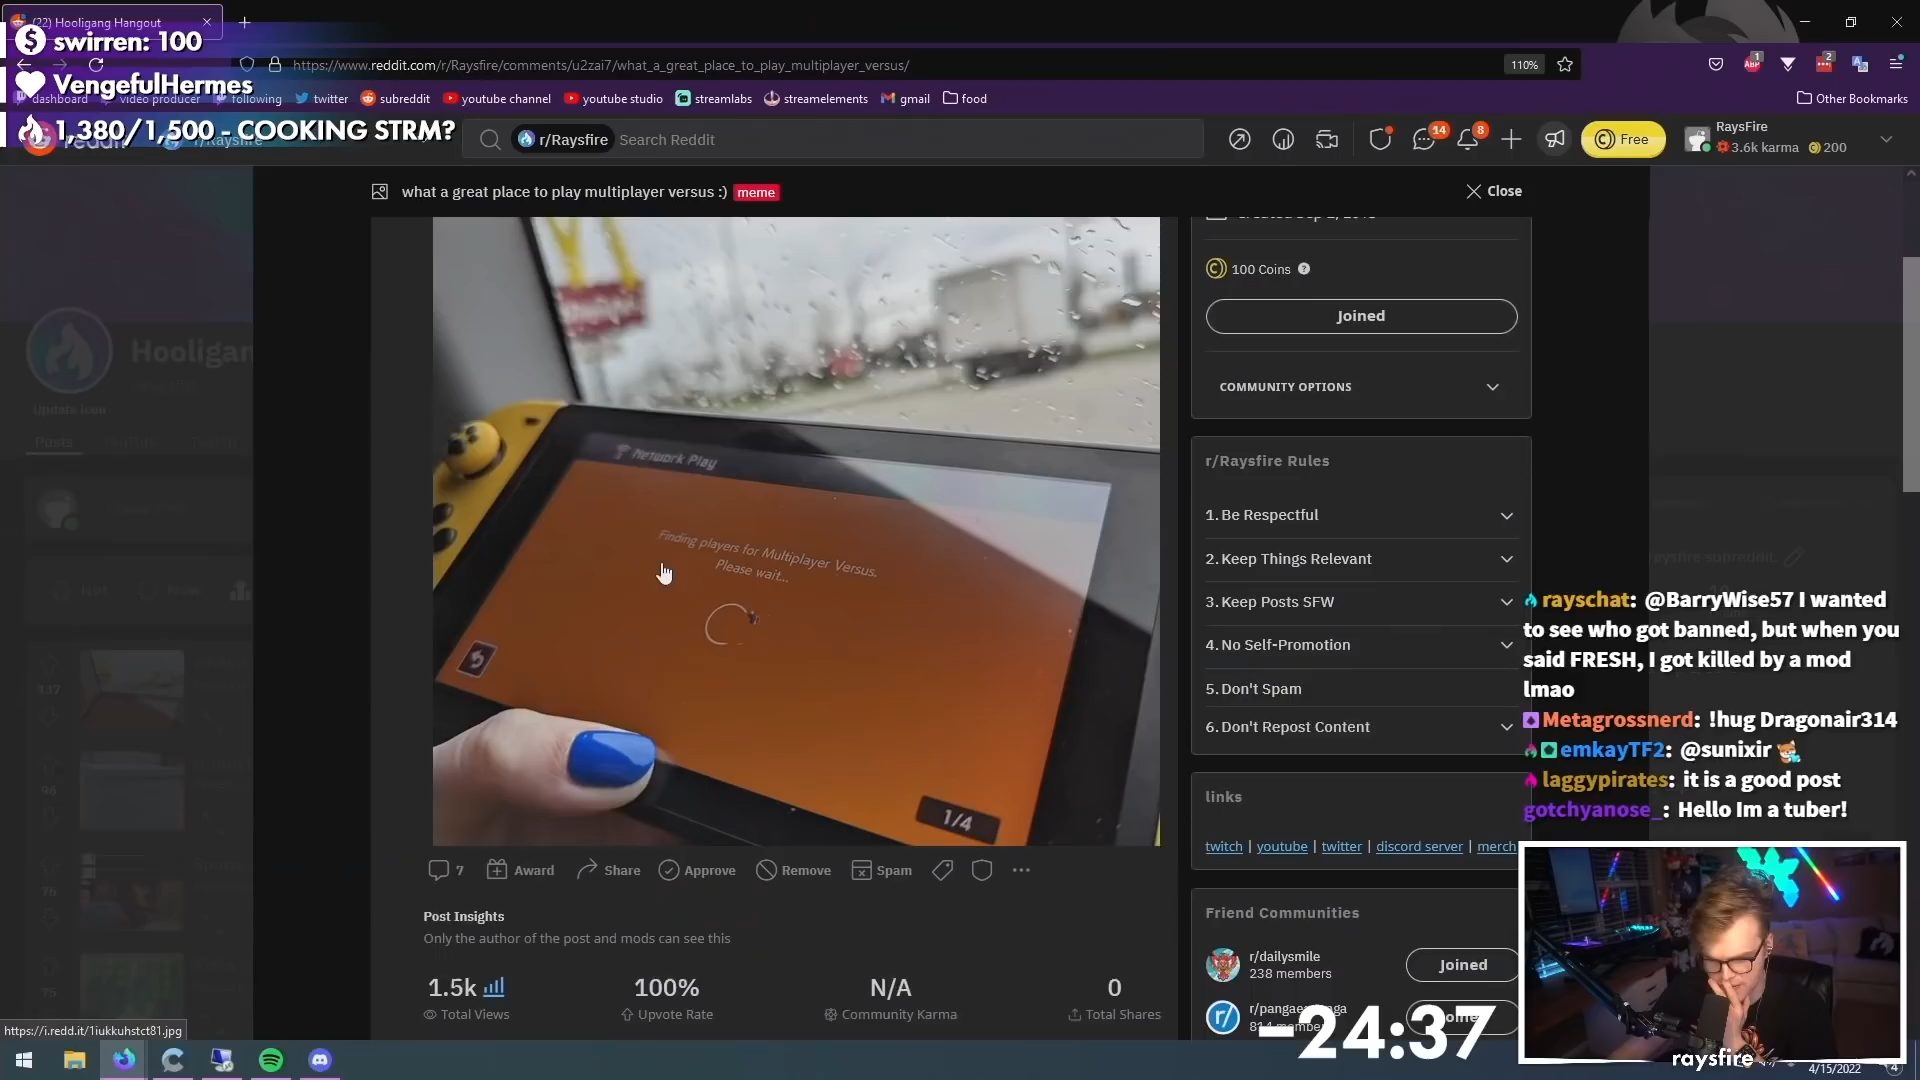 (22) Hooligang Hangout
swirren: 100
https://www.reddit.com/r/Raysfire/comments/u2zai7/what_a_great_place_to_play_multiplayer_versus/
110%
1
2
VengefulHermes
dashboard
video producer
following
twitter
subreddit
youtube channel
youtube studio
streamlabs
streamelements
gmail
food
Other Bookmarks
1,380/1,500 - COOKING STRM?
reddit
r/Raysfire
r/Raysfire
Search Reddit
14
8
Free
RaysFire
3.6k karma
200
what a great place to play multiplayer versus :)
meme
Close
100 Coins
Joined
COMMUNITY OPTIONS
Hooligan
Update Icon
Posts
Network Play
Finding players for Multiplayer Versus.
Please wait...
1/4
r/Raysfire Rules
1. Be Respectful
2. Keep Things Relevant
3. Keep Posts SFW
4. No Self-Promotion
5. Don't Spam
6. Don't Repost Content
links
twitch | youtube | twitter | discord server | merch
Friend Communities
r/dailysmile
238 members
Joined
7
Award
Share
Approve
Remove
Spam
Post Insights
Only the author of the post and mods can see this
1.5k
Total Views
100%
Upvote Rate
N/A
Community Karma
0
Total Shares
rayschat: @BarryWise57 I wanted
to see who got banned, but when you
said FRESH, I got killed by a mod
lmao
Metagrossnerd: !hug Dragonair314
emkayTF2: @sunixir
laggypirates: it is a good post
gotchyanose_: Hello Im a tuber!
-24:37
raysfire
https://i.redd.it/1iukkuhstct81.jpg
4/15/2022
4